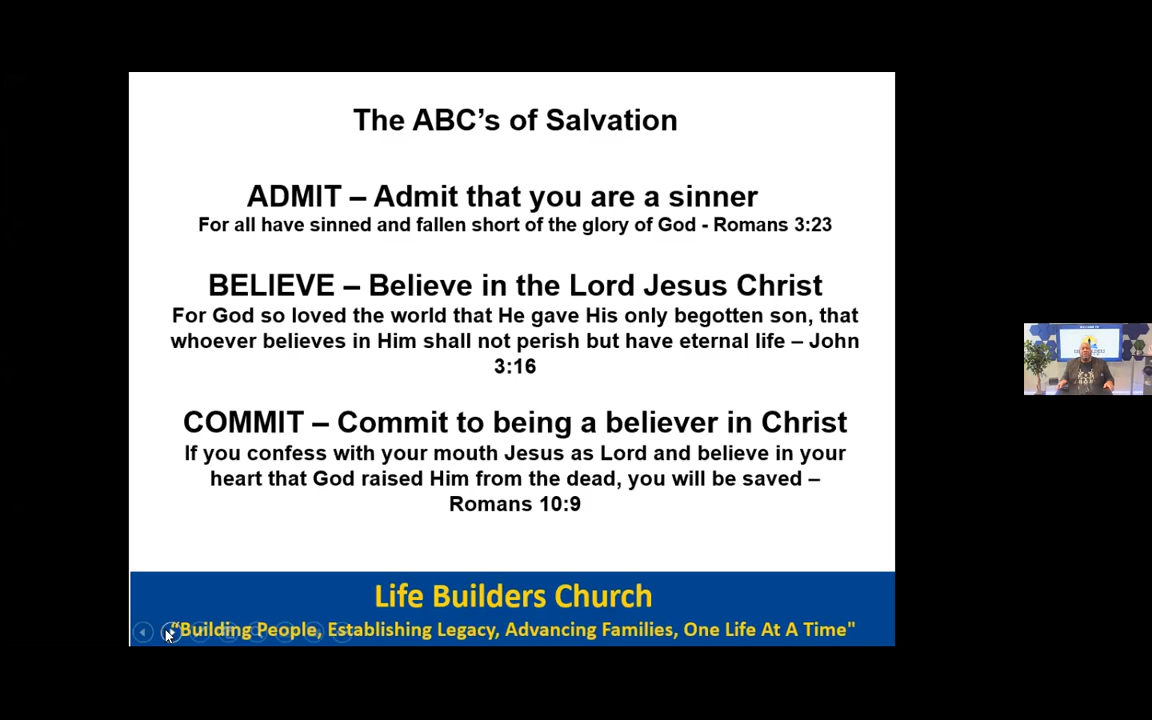 The ABC’s of Salvation
ADMIT – Admit that you are a sinner
For all have sinned and fallen short of the glory of God - Romans 3:23
BELIEVE – Believe in the Lord Jesus Christ
For God so loved the world that He gave His only begotten son, that
whoever believes in Him shall not perish but have eternal life – John
3:16
COMMIT – Commit to being a believer in Christ
If you confess with your mouth Jesus as Lord and believe in your
heart that God raised Him from the dead, you will be saved –
Romans 10:9
Life Builders Church
“Building People, Establishing Legacy, Advancing Families, One Life At A Time"